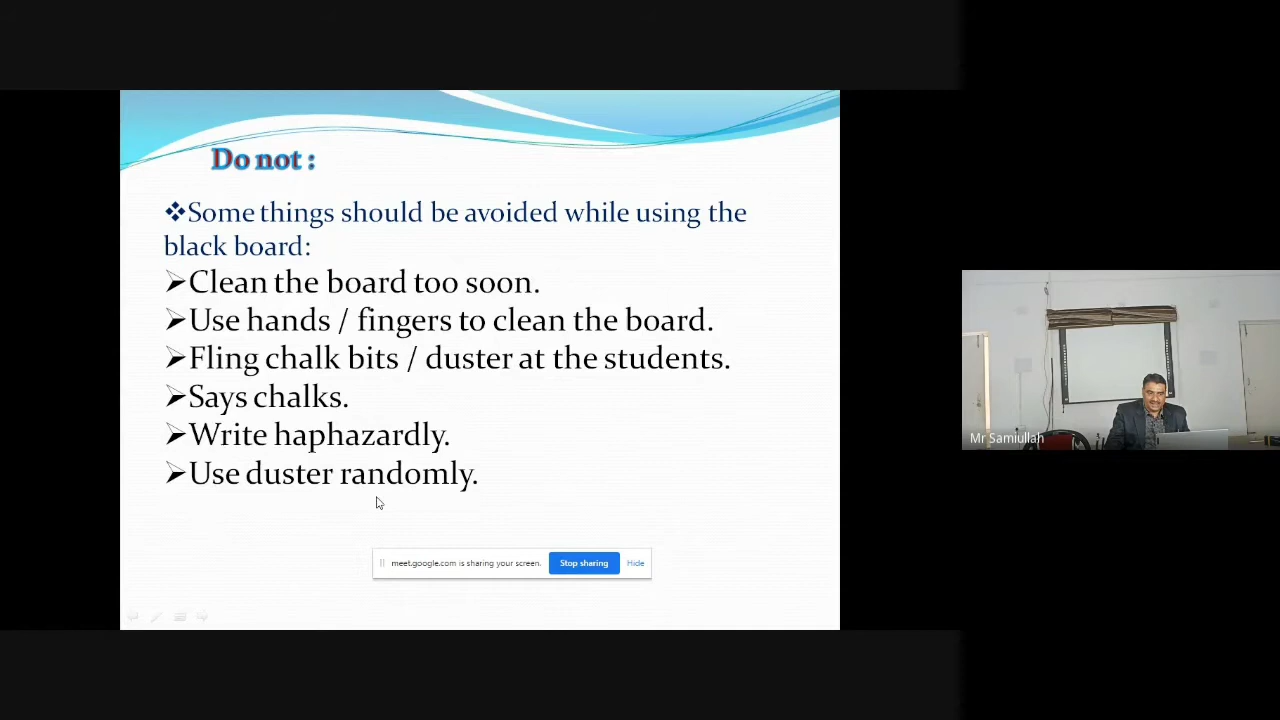 Do not :
❖Some things should be avoided while using the
black board:
➢Clean the board too soon.
➢Use hands / fingers to clean the board.
➢Fling chalk bits / duster at the students.
➢Says chalks.
➢Write haphazardly.
➢Use duster randomly.
meet.google.com is sharing your screen. Stop sharing Hide
Mr Samiullah